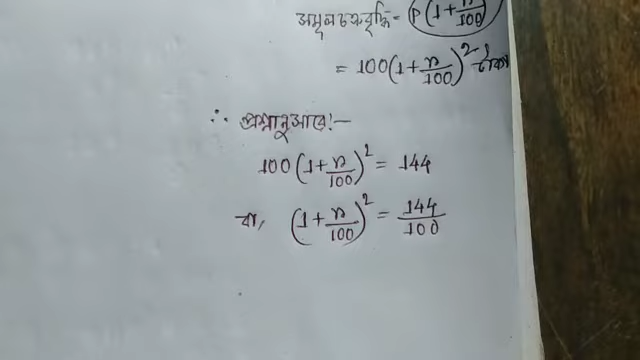 সমূলচক্রবৃদ্ধি = P(1+n/100)
= 100(1+n/100)² টাকা
∴ প্রশ্নানুসারে:—
100(1+n/100)² = 144
বা, (1+n/100)² = 144/100